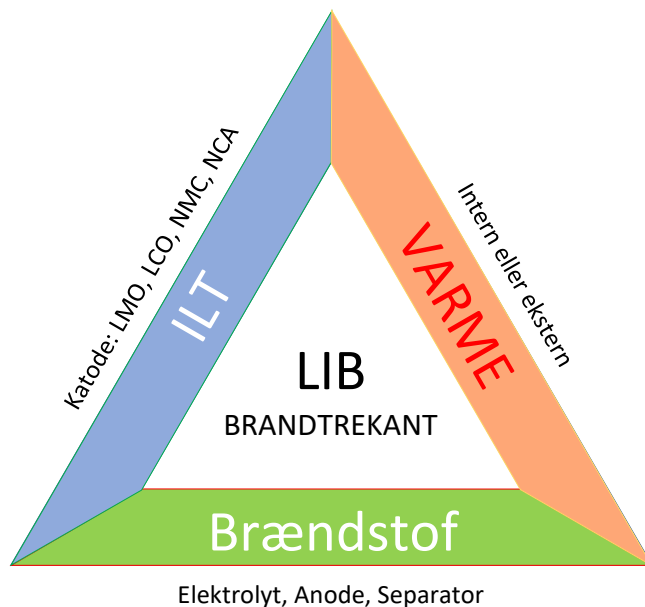 Katode: LMO, LCO, NMC, NCA
ILT
VARME
Intern eller ekstern
LIB
BRANDTREKANT
Brændstof
Elektrolyt, Anode, Separator